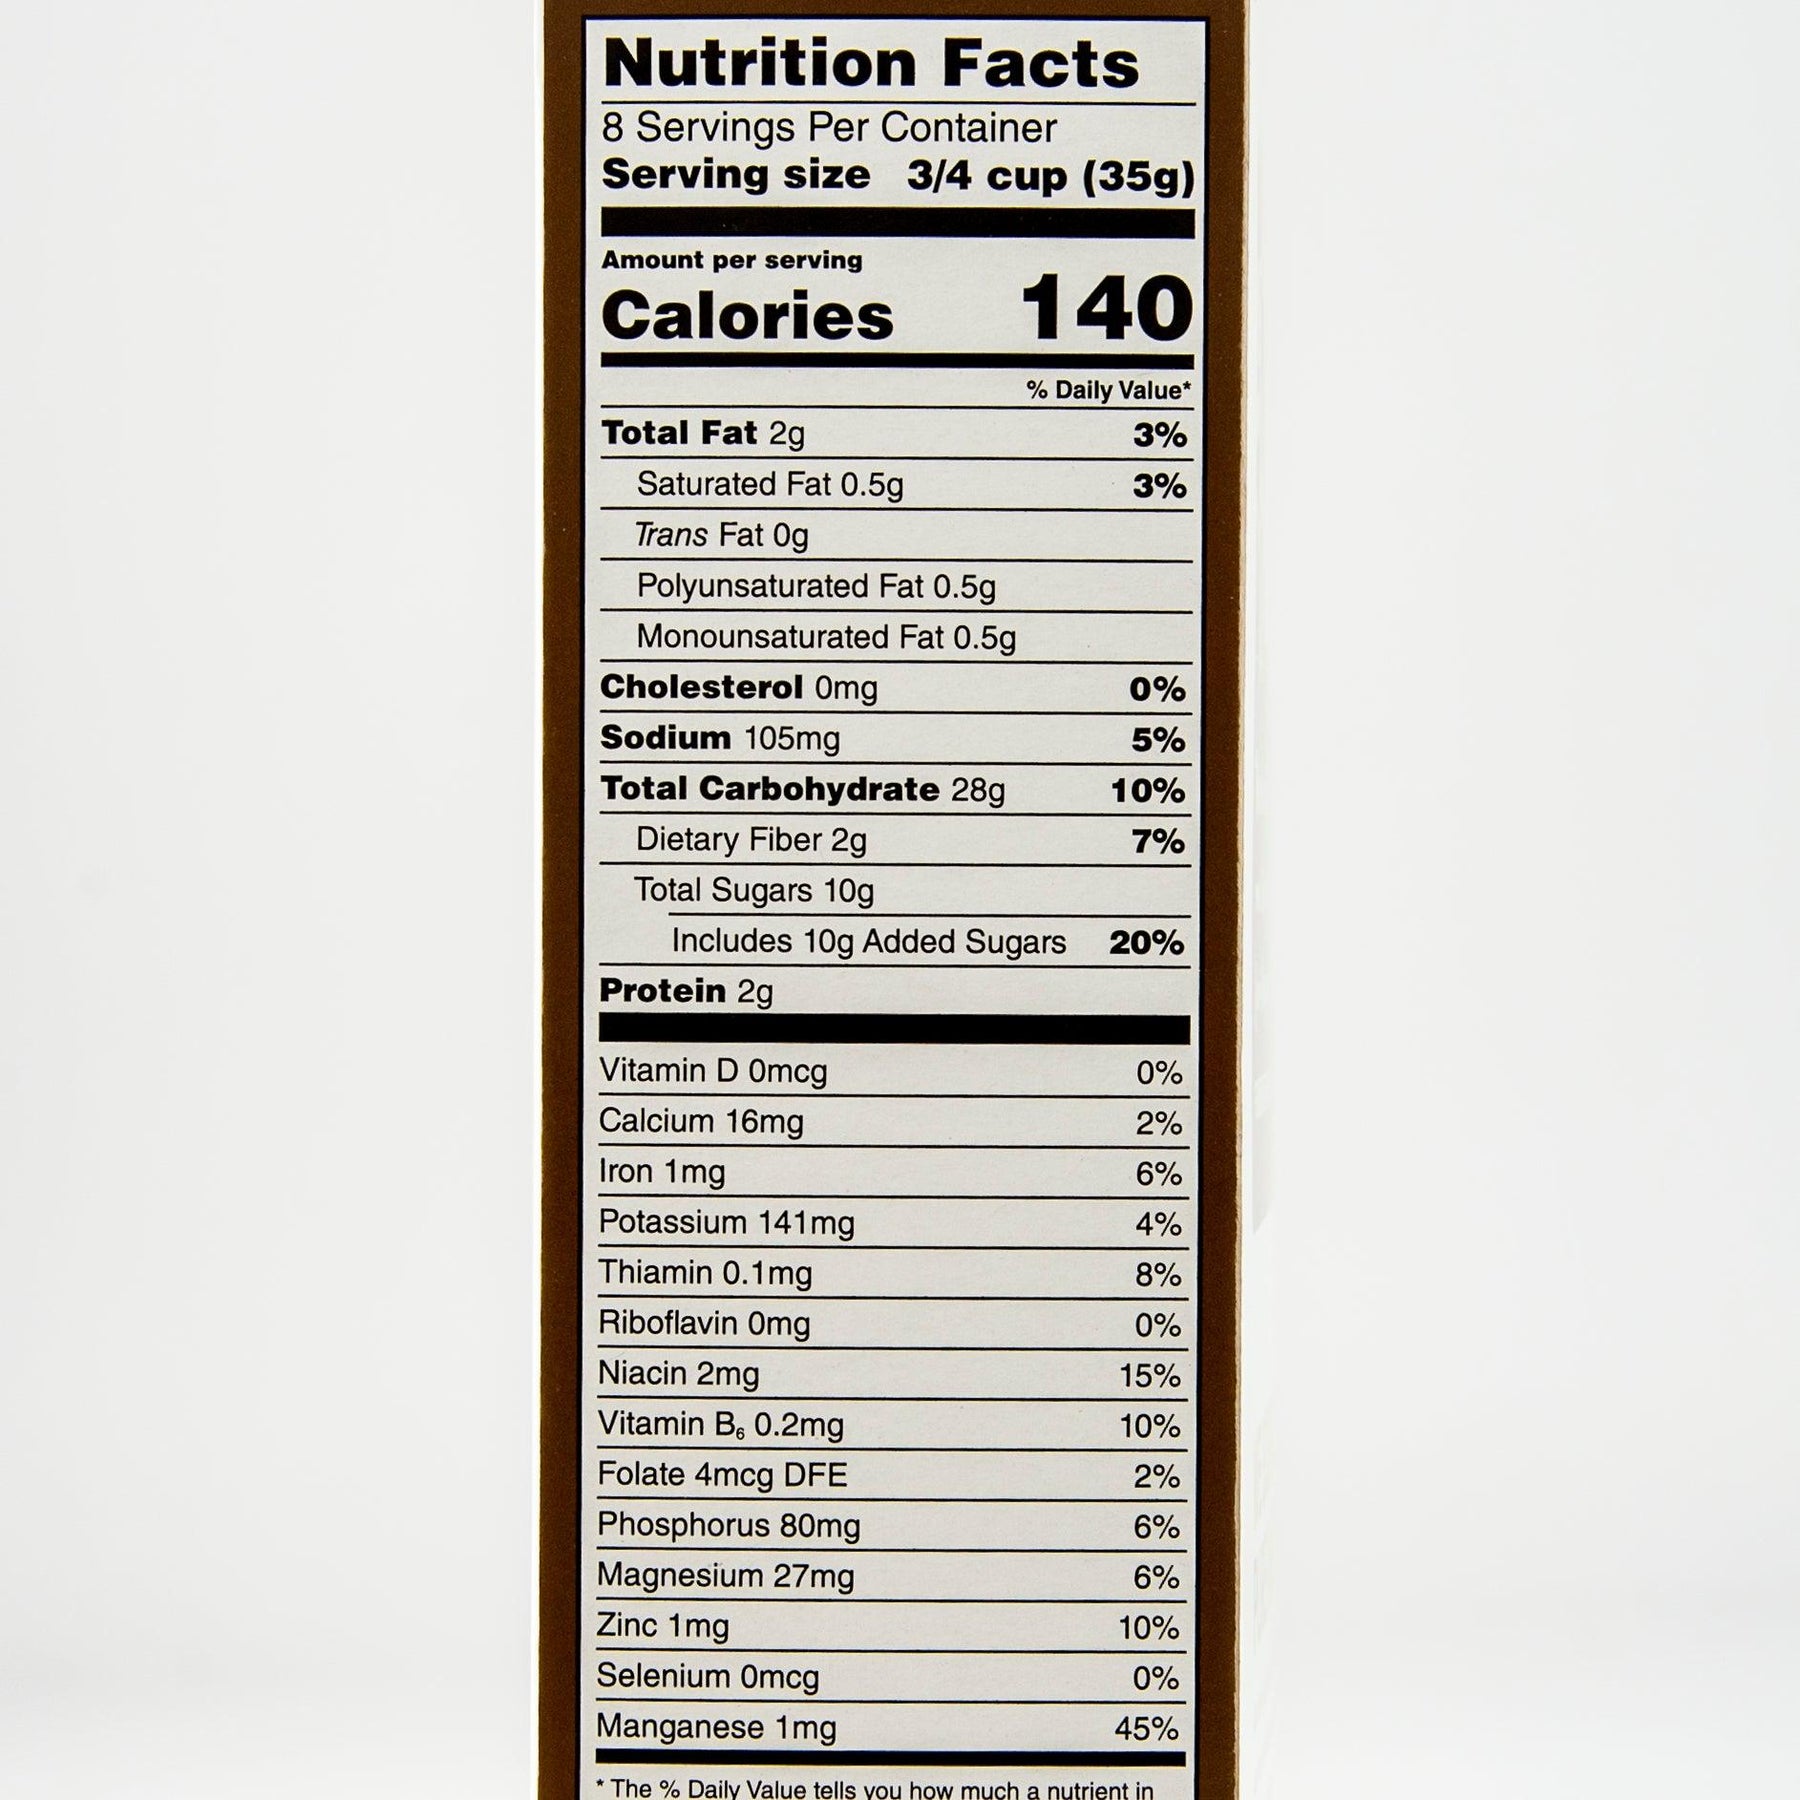 Nutrition Facts
8 Servings Per Container
Serving size 3/4 cup (35g)
Amount per serving
Calories 140
% Daily Value*
Total Fat 2g 3%
Saturated Fat 0.5g 3%
Trans Fat 0g
Polyunsaturated Fat 0.5g
Monounsaturated Fat 0.5g
Cholesterol 0mg 0%
Sodium 105mg 5%
Total Carbohydrate 28g 10%
Dietary Fiber 2g 7%
Total Sugars 10g
Includes 10g Added Sugars 20%
Protein 2g
Vitamin D 0mcg 0%
Calcium 16mg 2%
Iron 1mg 6%
Potassium 141mg 4%
Thiamin 0.1mg 8%
Riboflavin 0mg 0%
Niacin 2mg 15%
Vitamin B₆ 0.2mg 10%
Folate 4mcg DFE 2%
Phosphorus 80mg 6%
Magnesium 27mg 6%
Zinc 1mg 10%
Selenium 0mcg 0%
Manganese 1mg 45%
* The % Daily Value tells you how much a nutrient in